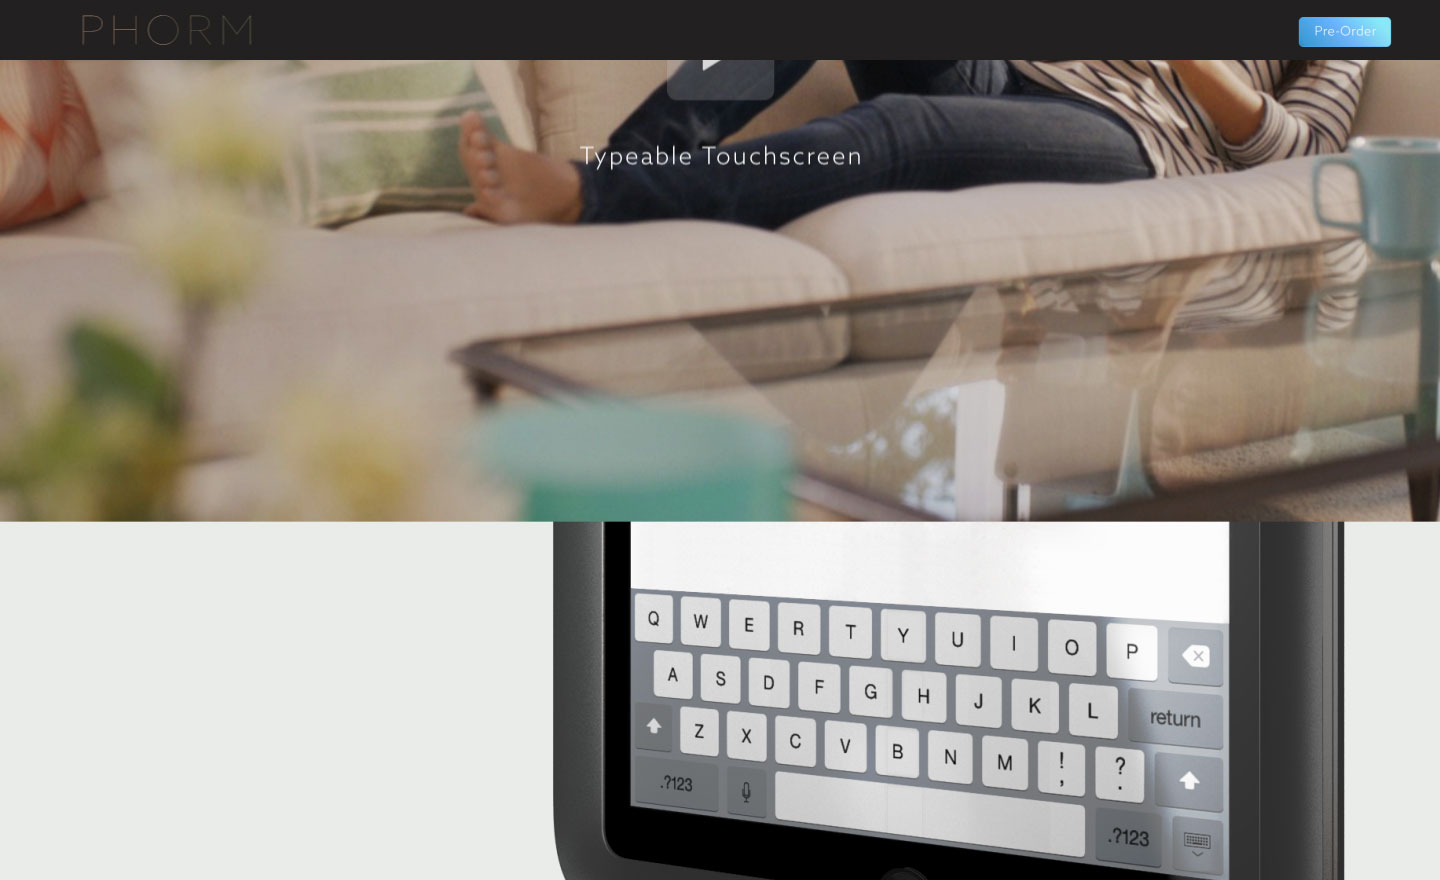 PHORM
Pre-Order
Typeable Touchscreen
Q W E R T Y U I O P
A S D F G H J K L return
Z X C V B N M ! , ? .
.?123 .?123